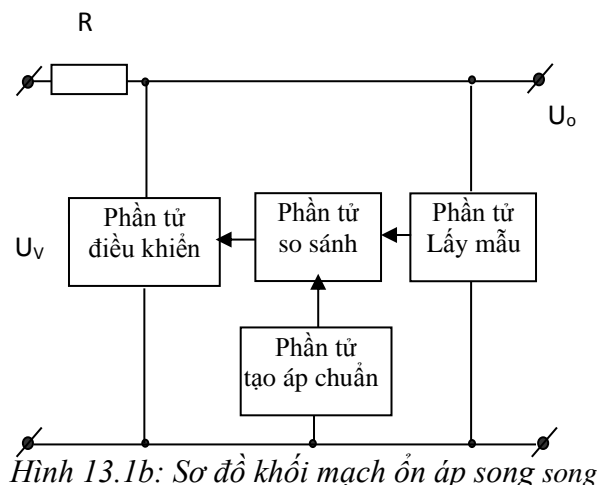 R
Uₒ
Phần tử
điều khiển
Phần tử
so sánh
Phần tử
Lấy mẫu
U_V
Phần tử
tạo áp chuẩn
Hình 13.1b: Sơ đồ khối mạch ổn áp song song